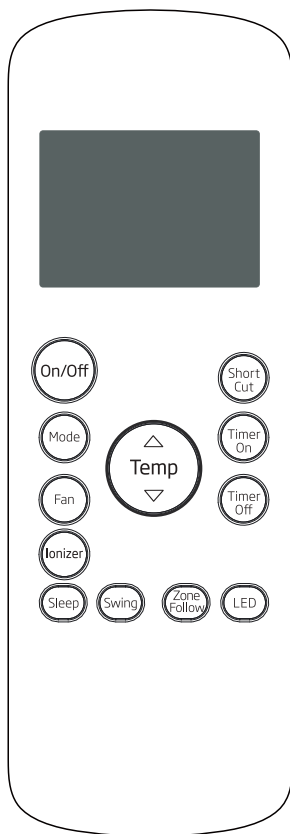 On/Off
Short
Cut
Mode
Temp
Timer
On
Fan
Timer
Off
Ionizer
Sleep
Swing
Zone
Follow
LED